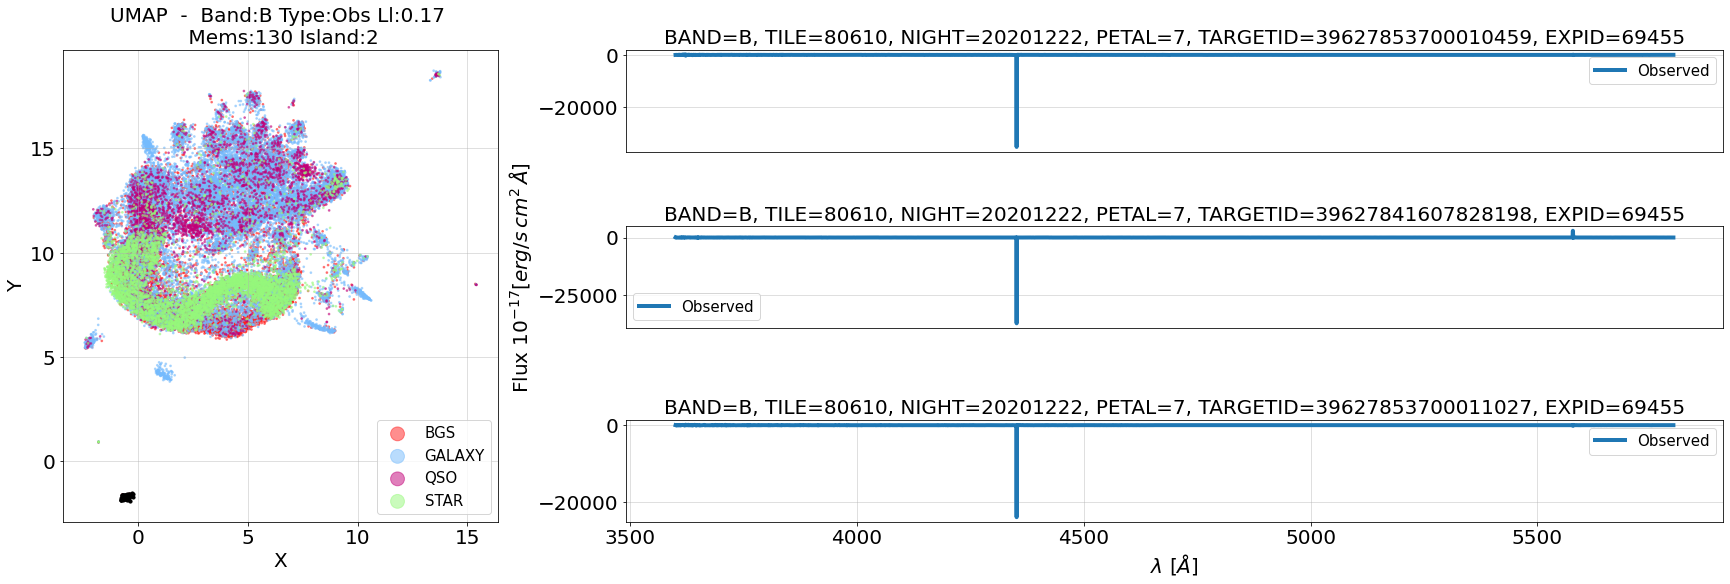 UMAP - Band:B Type:Obs Ll:0.17
Mems:130 Island:2
Y
15
10
5
0
0
5
10
15
X
BGS
GALAXY
QSO
STAR
Flux 10⁻¹⁷[erg/s cm² Å]
BAND=B, TILE=80610, NIGHT=20201222, PETAL=7, TARGETID=39627853700010459, EXPID=69455
0
−20000
Observed
BAND=B, TILE=80610, NIGHT=20201222, PETAL=7, TARGETID=39627841607828198, EXPID=69455
0
−25000
Observed
BAND=B, TILE=80610, NIGHT=20201222, PETAL=7, TARGETID=39627853700011027, EXPID=69455
0
−20000
Observed
3500
4000
4500
5000
5500
λ [Å]